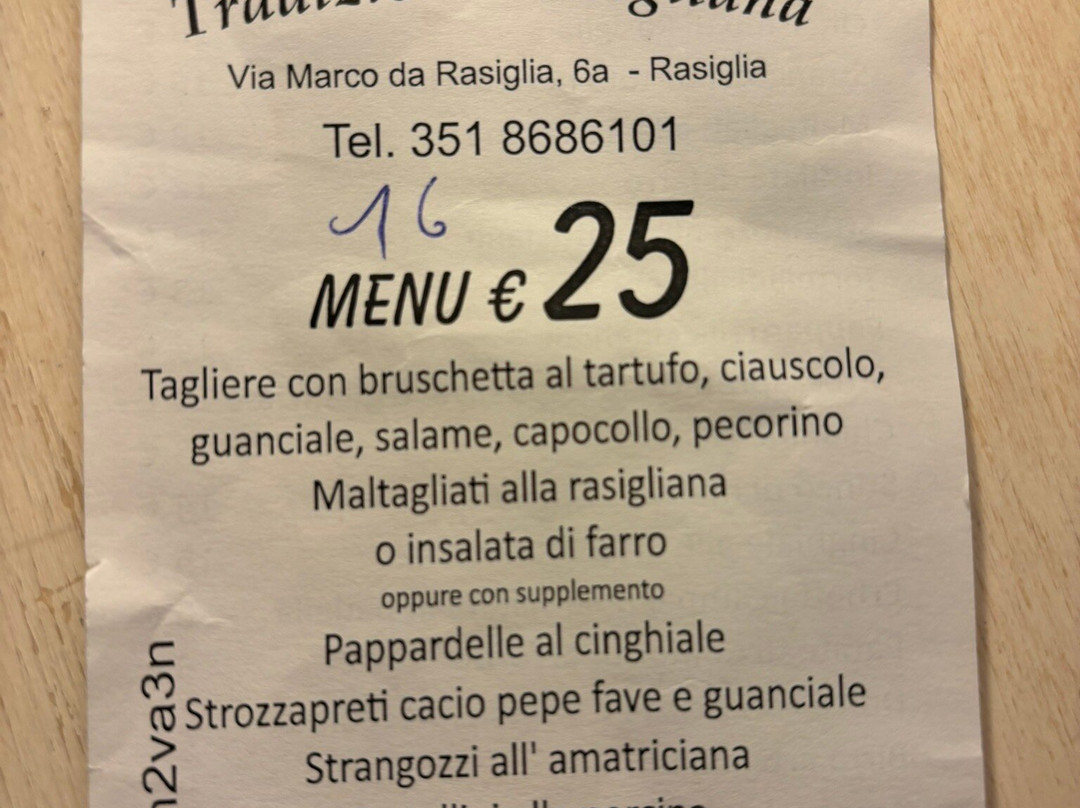 Via Marco da Rasiglia, 6a - Rasiglia
Tel. 351 8686101
16
MENU € 25
Tagliere con bruschetta al tartufo, ciauscolo,
guanciale, salame, capocollo, pecorino
Maltagliati alla rasigliana
o insalata di farro
oppure con supplemento
Pappardelle al cinghiale
Strozzapreti cacio pepe fave e guanciale
Strangozzi all' amatriciana